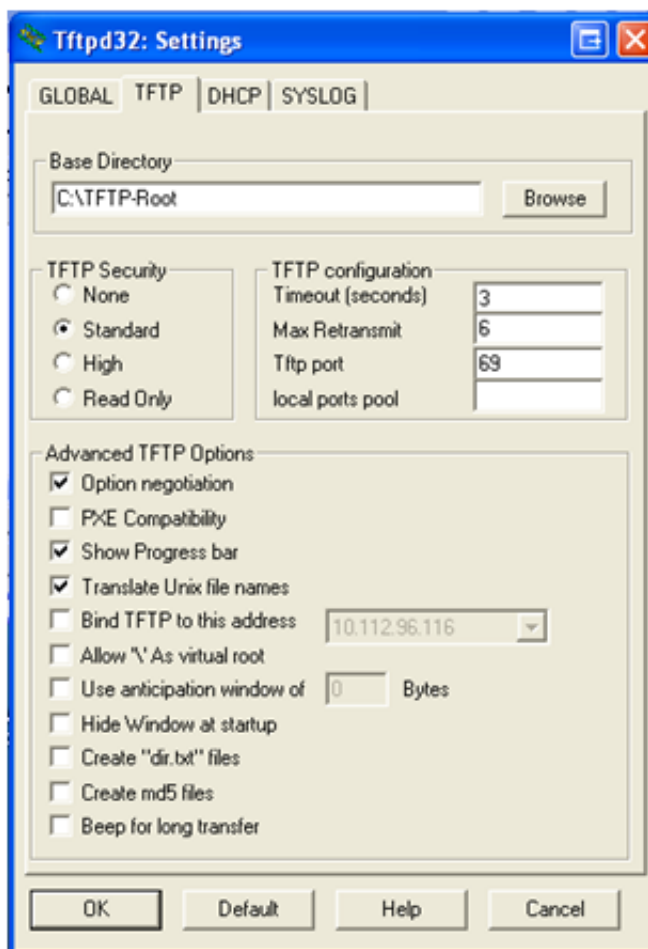 Tftpd32: Settings
GLOBAL TFTP DHCP SYSLOG
Base Directory
C:\TFTP-Root Browse
TFTP Security
None
Standard
High
Read Only
TFTP configuration
Timeout (seconds) 3
Max Retransmit 6
Tftp port 69
local ports pool
Advanced TFTP Options
Option negotiation
PXE Compatibility
Show Progress bar
Translate Unix file names
Bind TFTP to this address 10.112.96.116
Allow '\' As virtual root
Use anticipation window of 0 Bytes
Hide Window at startup
Create "dir.txt" files
Create md5 files
Beep for long transfer
OK Default Help Cancel